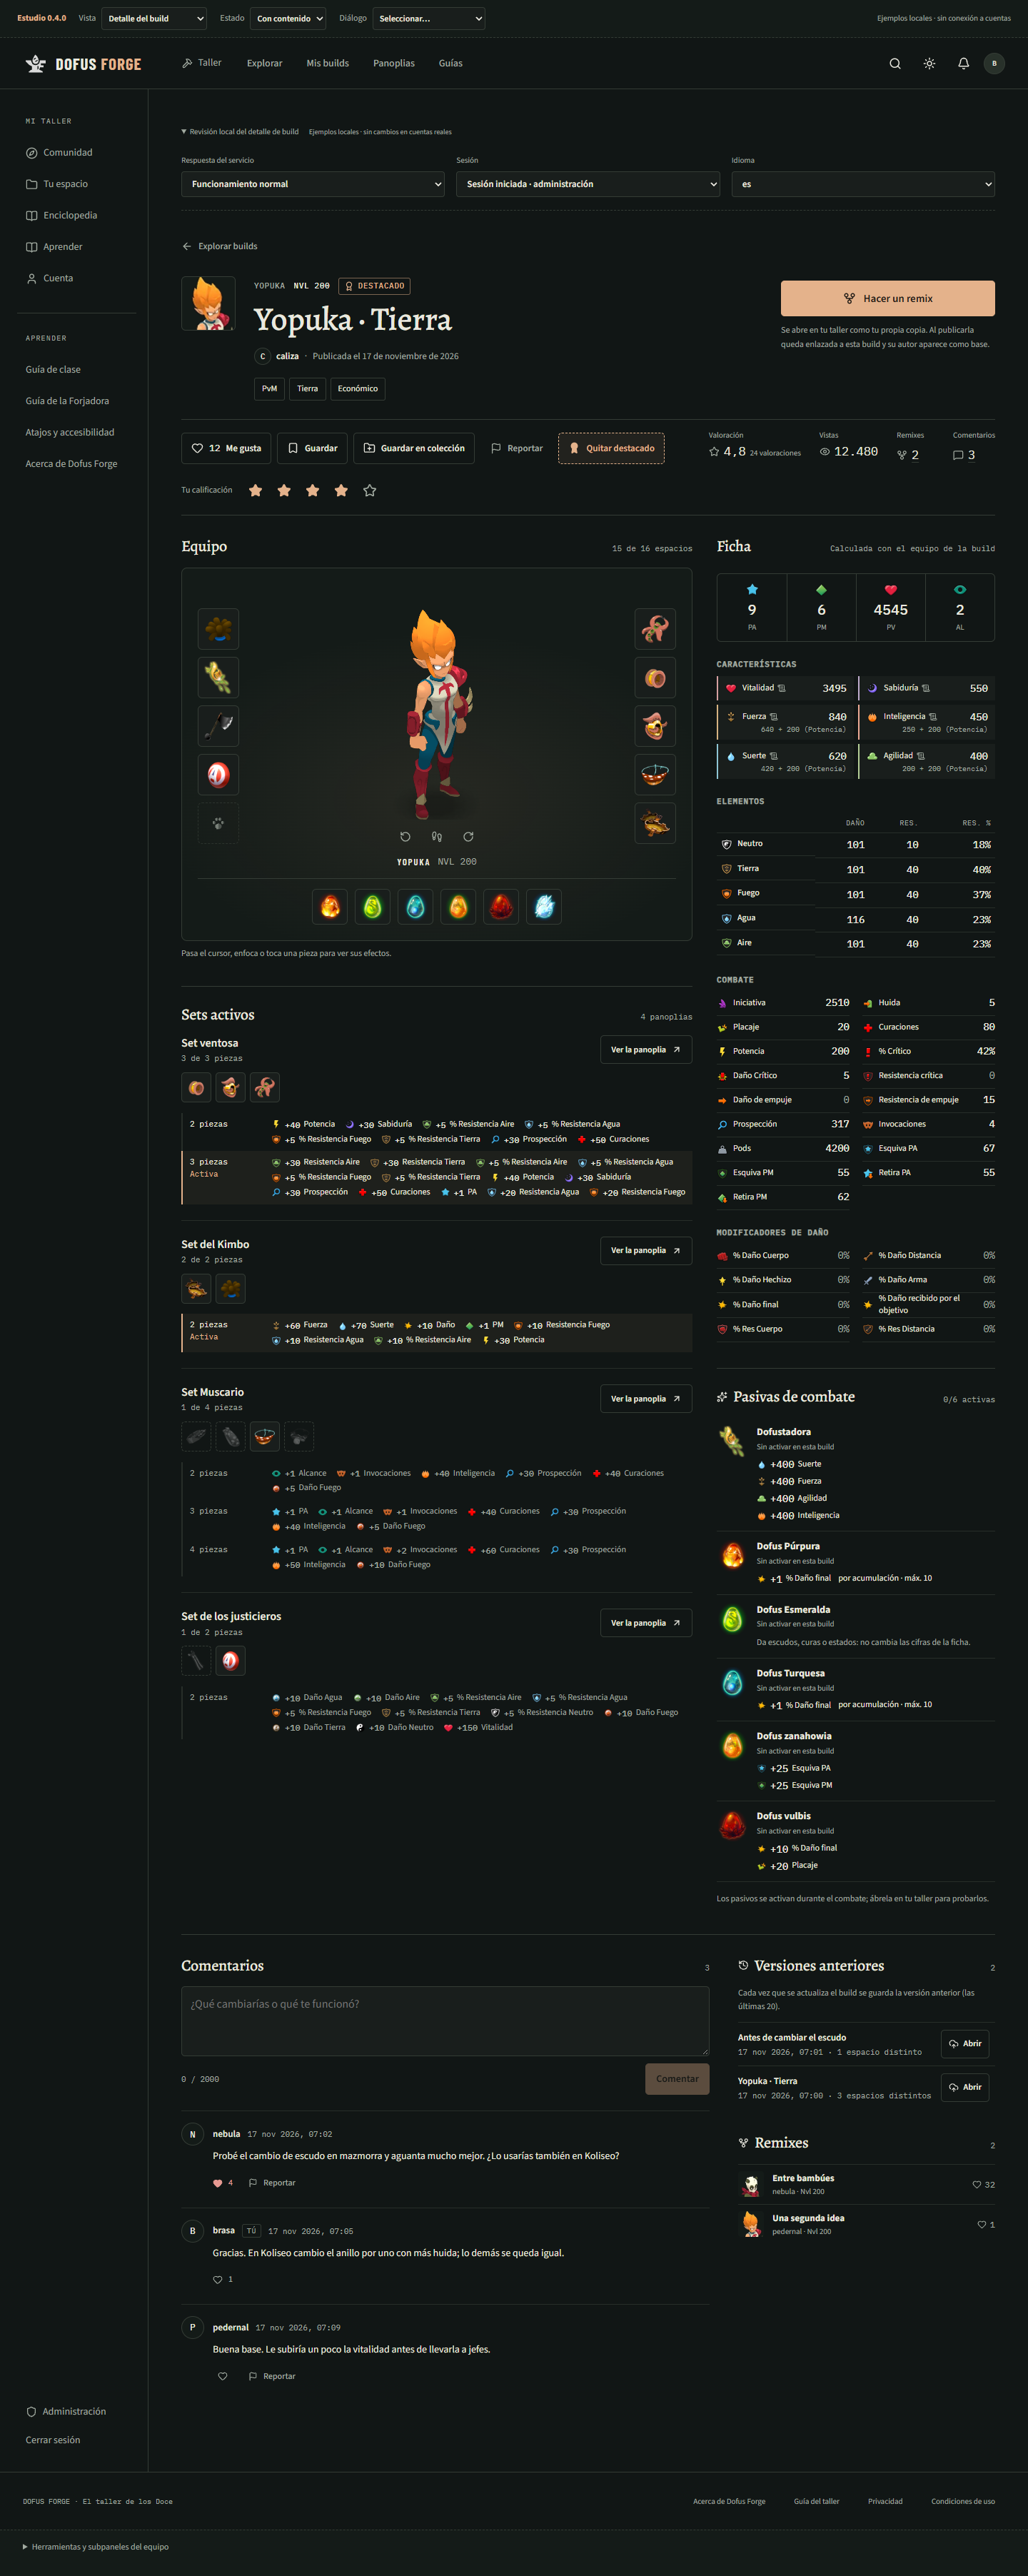 Estudio 0.4.0 Vista Detalle del build Estado Con contenido Diálogo Seleccionar... Ejemplos locales · sin conexión a cuentas
DOFUS FORGE Taller Explorar Mis builds Panoplias Guías B
MI TALLER
Comunidad
Tu espacio
Enciclopedia
Aprender
Cuenta
APRENDER
Guía de clase
Guía de la Forjadora
Atajos y accesibilidad
Acerca de Dofus Forge
Administración
Cerrar sesión
▼ Revisión local del detalle de build Ejemplos locales · sin cambios en cuentas reales
Respuesta del servicio Sesión Idioma
Funcionamiento normal Sesión iniciada · administración es
Explorar builds
YOPUKA NVL 200 DESTACADO
Yopuka · Tierra
C caliza · Publicada el 17 de noviembre de 2026
PvM Tierra Económico
Hacer un remix
Se abre en tu taller como tu propia copia. Al publicarla
queda enlazada a esta build y su autor aparece como base.
12 Me gusta Guardar Guardar en colección Reportar Quitar destacado
Valoración Vistas Remixes Comentarios
4,8 24 valoraciones 12.480 2 3
Tu calificación
Equipo 15 de 16 espacios
YOPUKA NVL 200
Pasa el cursor, enfoca o toca una pieza para ver sus efectos.
Sets activos 4 panoplias
Set ventosa Ver la panoplia
3 de 3 piezas
2 piezas +40 Potencia +30 Sabiduría +5 % Resistencia Aire +5 % Resistencia Agua
+5 % Resistencia Fuego +5 % Resistencia Tierra +30 Prospección +50 Curaciones
3 piezas +30 Resistencia Aire +30 Resistencia Tierra +5 % Resistencia Aire +5 % Resistencia Agua
Activa +5 % Resistencia Fuego +5 % Resistencia Tierra +40 Potencia +30 Sabiduría
+30 Prospección +50 Curaciones +1 PA +20 Resistencia Agua +20 Resistencia Fuego
Set del Kimbo Ver la panoplia
2 de 2 piezas
2 piezas +60 Fuerza +70 Suerte +10 Daño +1 PM +10 Resistencia Fuego
Activa +10 Resistencia Agua +10 % Resistencia Aire +30 Potencia
Set Muscario Ver la panoplia
1 de 4 piezas
2 piezas +1 Alcance +1 Invocaciones +40 Inteligencia +30 Prospección +40 Curaciones
+5 Daño Fuego
3 piezas +1 PA +1 Alcance +1 Invocaciones +40 Curaciones +30 Prospección
+40 Inteligencia +5 Daño Fuego
4 piezas +1 PA +1 Alcance +2 Invocaciones +60 Curaciones +30 Prospección
+50 Inteligencia +10 Daño Fuego
Set de los justicieros Ver la panoplia
1 de 2 piezas
2 piezas +10 Daño Agua +10 Daño Aire +5 % Resistencia Aire +5 % Resistencia Agua
+5 % Resistencia Fuego +5 % Resistencia Tierra +5 % Resistencia Neutro +10 Daño Fuego
+10 Daño Tierra +10 Daño Neutro +150 Vitalidad
Ficha Calculada con el equipo de la build
9 6 4545 2
PA PM PV AL
CARACTERÍSTICAS
Vitalidad 3495 Sabiduría 550
Fuerza 840 Inteligencia 450
640 + 200 (Potencia) 250 + 200 (Potencia)
Suerte 620 Agilidad 400
420 + 200 (Potencia) 200 + 200 (Potencia)
ELEMENTOS
DAÑO RES. RES. %
Neutro 101 10 18%
Tierra 101 40 40%
Fuego 101 40 37%
Agua 116 40 23%
Aire 101 40 23%
COMBATE
Iniciativa 2510 Huida 5
Placaje 20 Curaciones 80
Potencia 200 % Crítico 42%
Daño Crítico 5 Resistencia crítica 0
Daño de empuje 0 Resistencia de empuje 15
Prospección 317 Invocaciones 4
Pods 4200 Esquiva PA 67
Esquiva PM 55 Retira PA 55
Retira PM 62
MODIFICADORES DE DAÑO
% Daño Cuerpo 0% % Daño Distancia 0%
% Daño Hechizo 0% % Daño Arma 0%
% Daño final 0% % Daño recibido por el objetivo 0%
% Res Cuerpo 0% % Res Distancia 0%
Pasivas de combate 0/6 activas
Dofustadora
Sin activar en esta build
+400 Suerte
+400 Fuerza
+400 Agilidad
+400 Inteligencia
Dofus Púrpura
Sin activar en esta build
+1 % Daño final por acumulación · máx. 10
Dofus Esmeralda
Sin activar en esta build
Da escudos, curas o estados: no cambia las cifras de la ficha.
Dofus Turquesa
Sin activar en esta build
+1 % Daño final por acumulación · máx. 10
Dofus zanahowia
Sin activar en esta build
+25 Esquiva PA
+25 Esquiva PM
Dofus vulbis
Sin activar en esta build
+10 % Daño final
+20 Placaje
Los pasivos se activan durante el combate; ábrela en tu taller para probarlos.
Comentarios 3
¿Qué cambiarías o qué te funcionó?
0 / 2000 Comentar
N nebula 17 nov 2026, 07:02
Probé el cambio de escudo en mazmorra y aguanta mucho mejor. ¿Lo usarías también en Koliseo?
4 Reportar
B brasa TÚ 17 nov 2026, 07:05
Gracias. En Koliseo cambio el anillo por uno con más huida; lo demás se queda igual.
1
P pedernal 17 nov 2026, 07:09
Buena base. Le subiría un poco la vitalidad antes de llevarla a jefes.
Reportar
Versiones anteriores 2
Cada vez que se actualiza el build se guarda la versión anterior (las
últimas 20).
Antes de cambiar el escudo Abrir
17 nov 2026, 07:01 · 1 espacio distinto
Yopuka · Tierra Abrir
17 nov 2026, 07:00 · 3 espacios distintos
Remixes 2
Entre bambúes 32
nebula · Nvl 200
Una segunda idea 1
pedernal · Nvl 200
DOFUS FORGE · El taller de los Doce Acerca de Dofus Forge Guía del taller Privacidad Condiciones de uso
▶ Herramientas y subpaneles del equipo